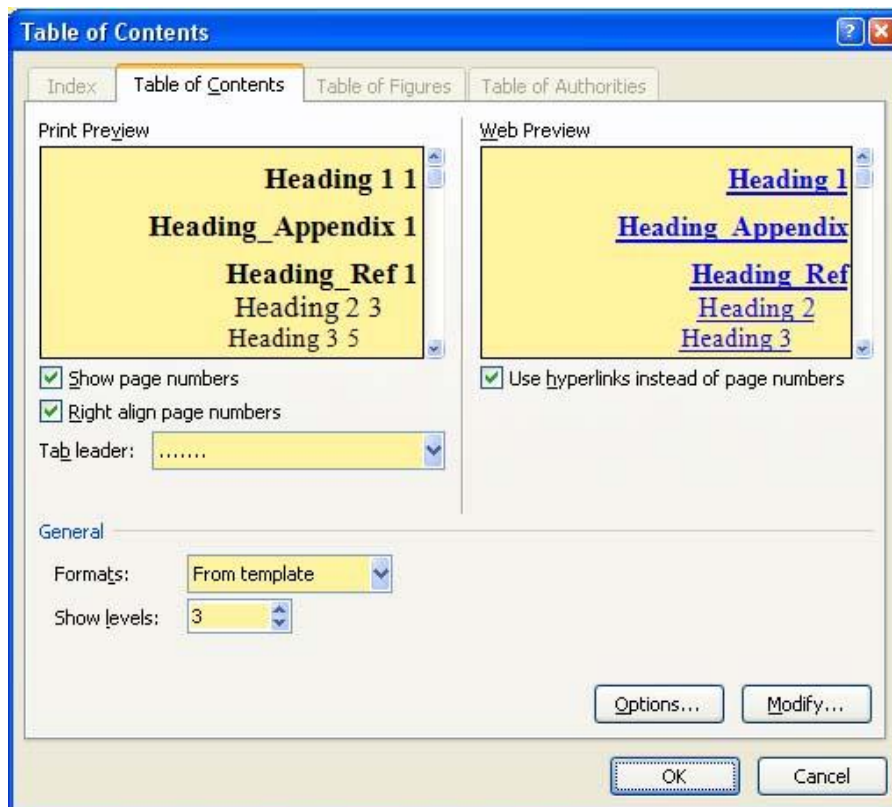 Table of Contents
Index Table of Contents Table of Figures Table of Authorities
Print Preview
Heading 1 1
Heading_Appendix 1
Heading_Ref 1
Heading 2 3
Heading 3 5
Show page numbers
Right align page numbers
Tab leader: .......
Web Preview
Heading 1
Heading_Appendix
Heading_Ref
Heading 2
Heading 3
Use hyperlinks instead of page numbers
General
Formats: From template
Show levels: 3
Options... Modify...
OK Cancel